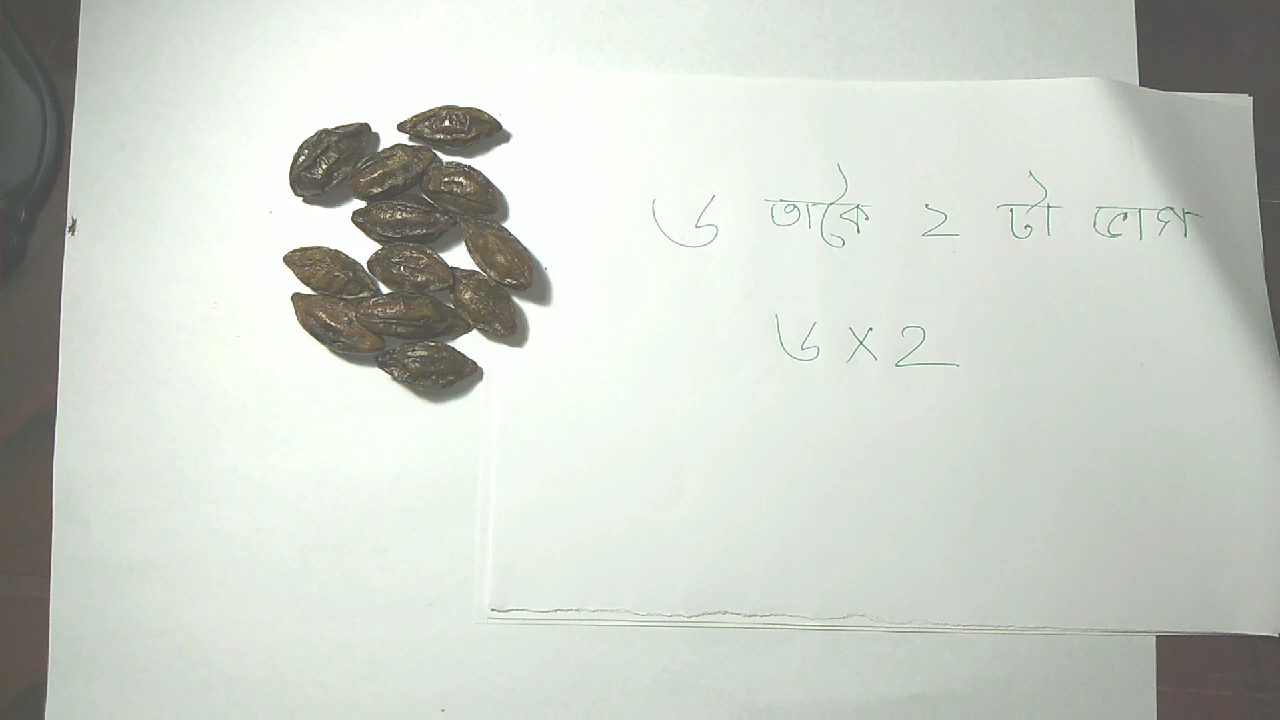 ৬ তাকৈ ২ টা লেপ
৬ × 2